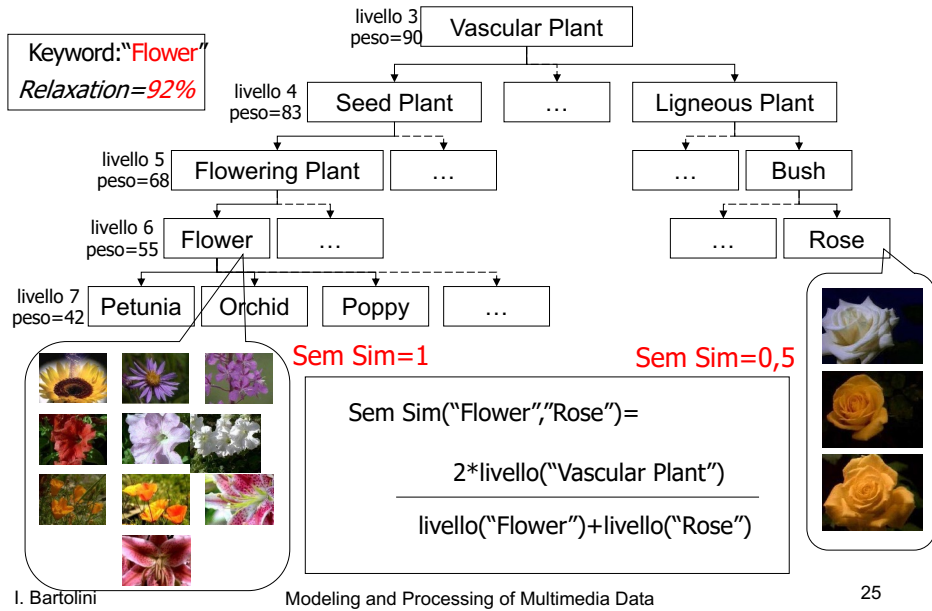 livello 3
peso=90
Vascular Plant
Keyword:“Flower”
Relaxation=92%
livello 4
peso=83
Seed Plant
…
Ligneous Plant
livello 5
peso=68
Flowering Plant
…
…
Bush
livello 6
peso=55
Flower
…
…
Rose
livello 7
peso=42
Petunia
Orchid
Poppy
…
Sem Sim=1
Sem Sim=0,5
Sem Sim(“Flower”,”Rose”)=
2*livello(“Vascular Plant”)
livello(“Flower”)+livello(“Rose”)
I. Bartolini
Modeling and Processing of Multimedia Data
25